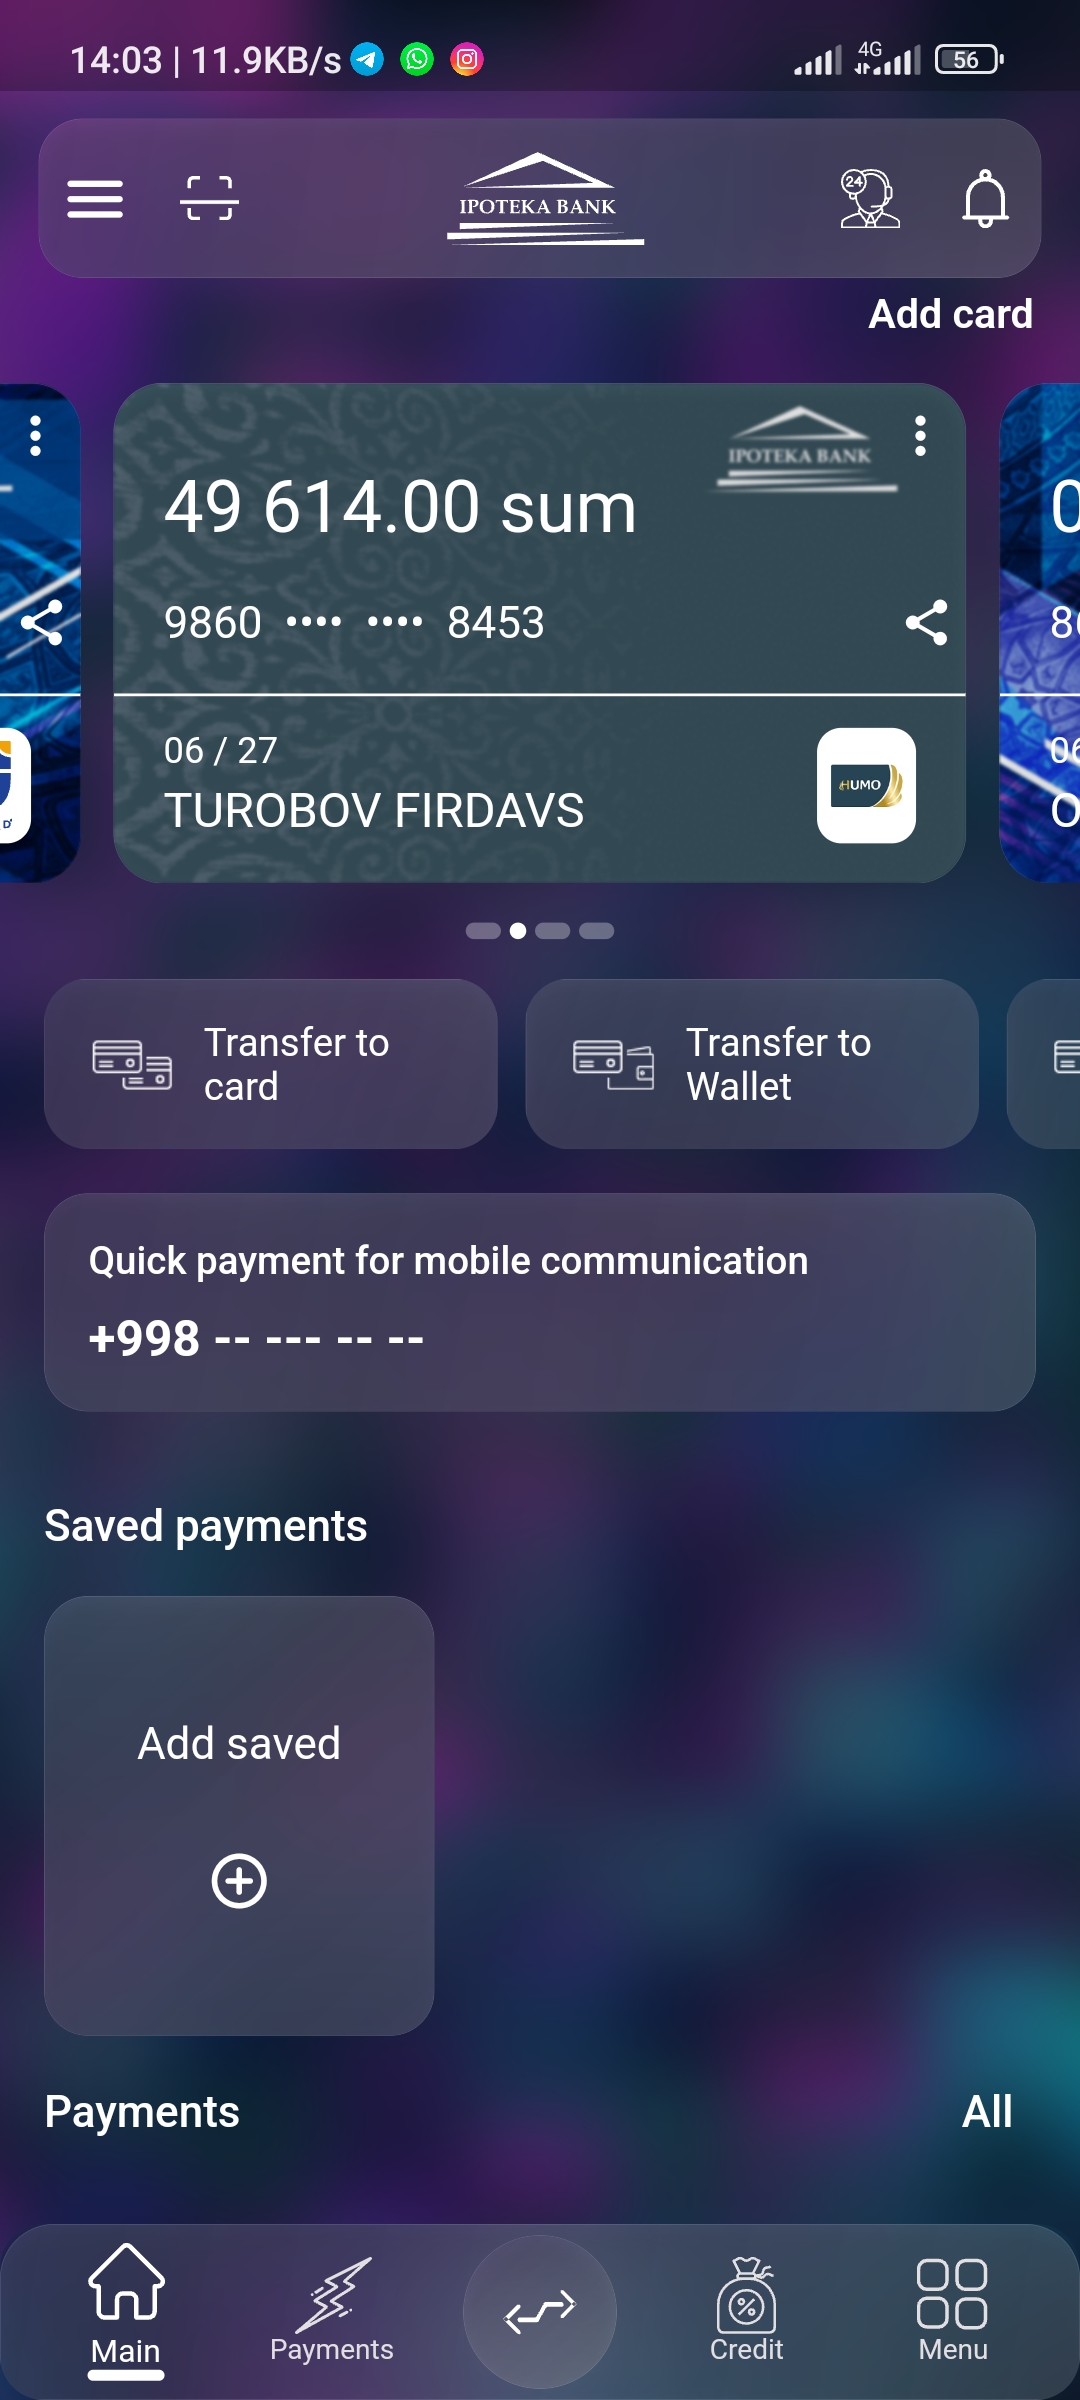 14:03 | 11.9KB/s
4G
56
24
IPOTEKA BANK
Add card
IPOTEKA BANK
49 614.00 sum
0
9860 •••• •••• 8453
06 / 27
06
TUROBOV FIRDAVS
HUMO
Transfer to
card
Transfer to
Wallet
Quick payment for mobile communication
+998 -- --- -- --
Saved payments
Add saved
Payments
All
Main
Payments
Credit
Menu